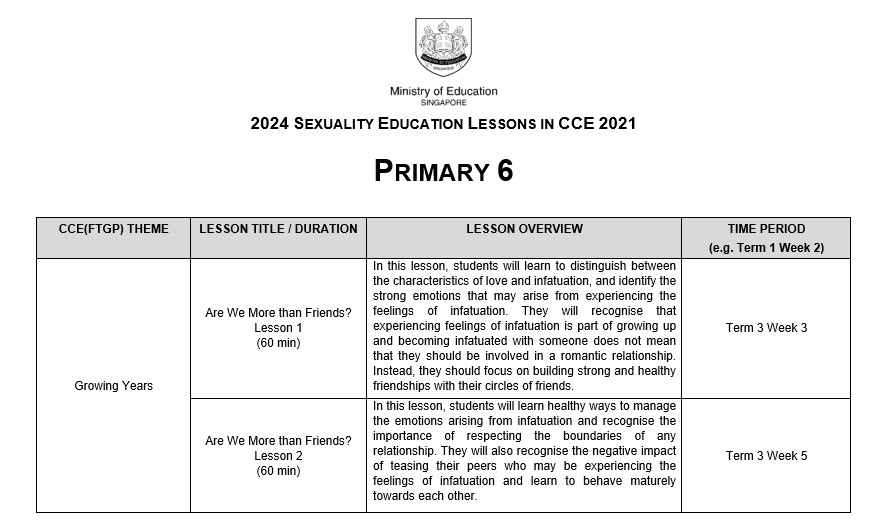 Ministry of Education
SINGAPORE
2024 SEXUALITY EDUCATION LESSONS IN CCE 2021
PRIMARY 6
CCE(FTGP) THEME
LESSON TITLE / DURATION
LESSON OVERVIEW
TIME PERIOD
(e.g. Term 1 Week 2)
Growing Years
Are We More than Friends?
Lesson 1
(60 min)
In this lesson, students will learn to distinguish between
the characteristics of love and infatuation, and identify the
strong emotions that may arise from experiencing the
feelings of infatuation. They will recognise that
experiencing feelings of infatuation is part of growing up
and becoming infatuated with someone does not mean
that they should be involved in a romantic relationship.
Instead, they should focus on building strong and healthy
friendships with their circles of friends.
Term 3 Week 3
Are We More than Friends?
Lesson 2
(60 min)
In this lesson, students will learn healthy ways to manage
the emotions arising from infatuation and recognise the
importance of respecting the boundaries of any
relationship. They will also recognise the negative impact
of teasing their peers who may be experiencing the
feelings of infatuation and learn to behave maturely
towards each other.
Term 3 Week 5